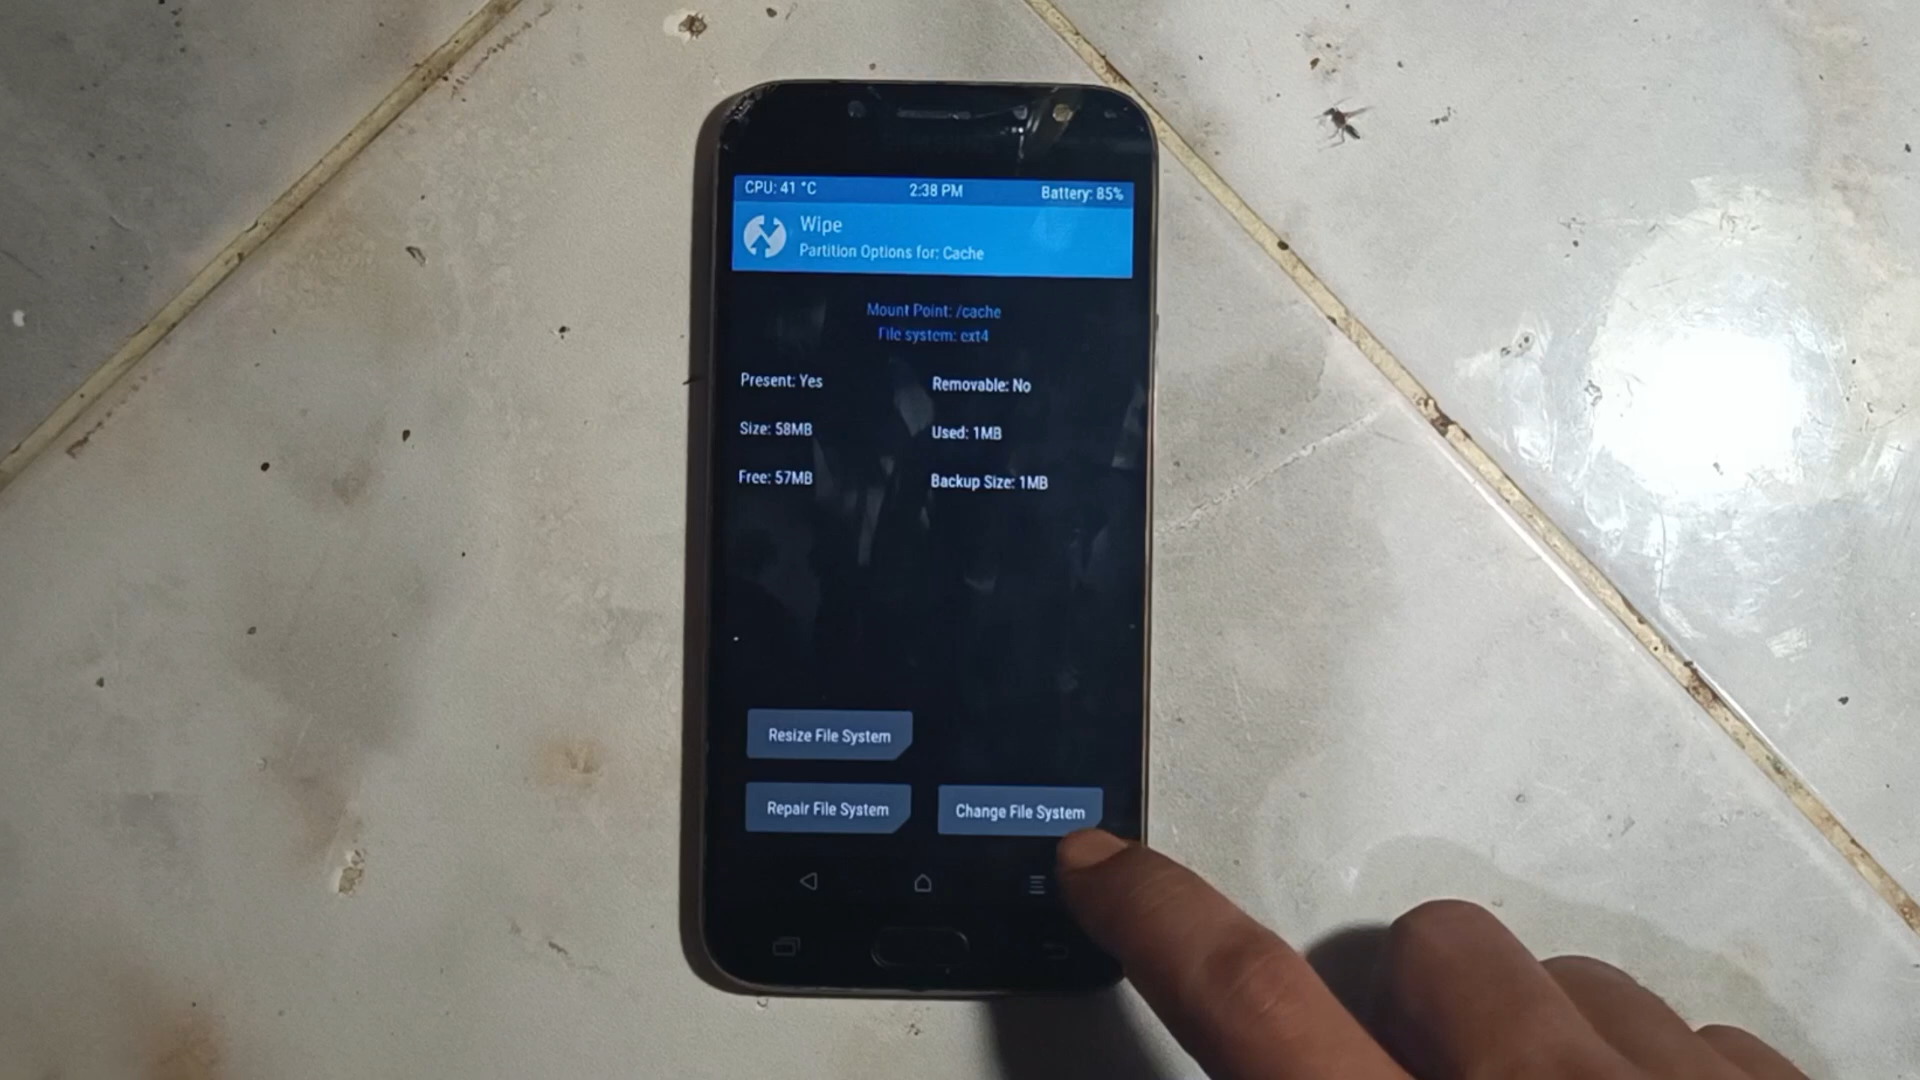 CPU: 41 °C 2:38 PM Battery: 85%
Wipe
Partition Options for: Cache
Mount Point: /cache
File system: ext4
Present: Yes Removable: No
Size: 58MB Used: 1MB
Free: 57MB Backup Size: 1MB
Resize File System
Repair File System Change File System